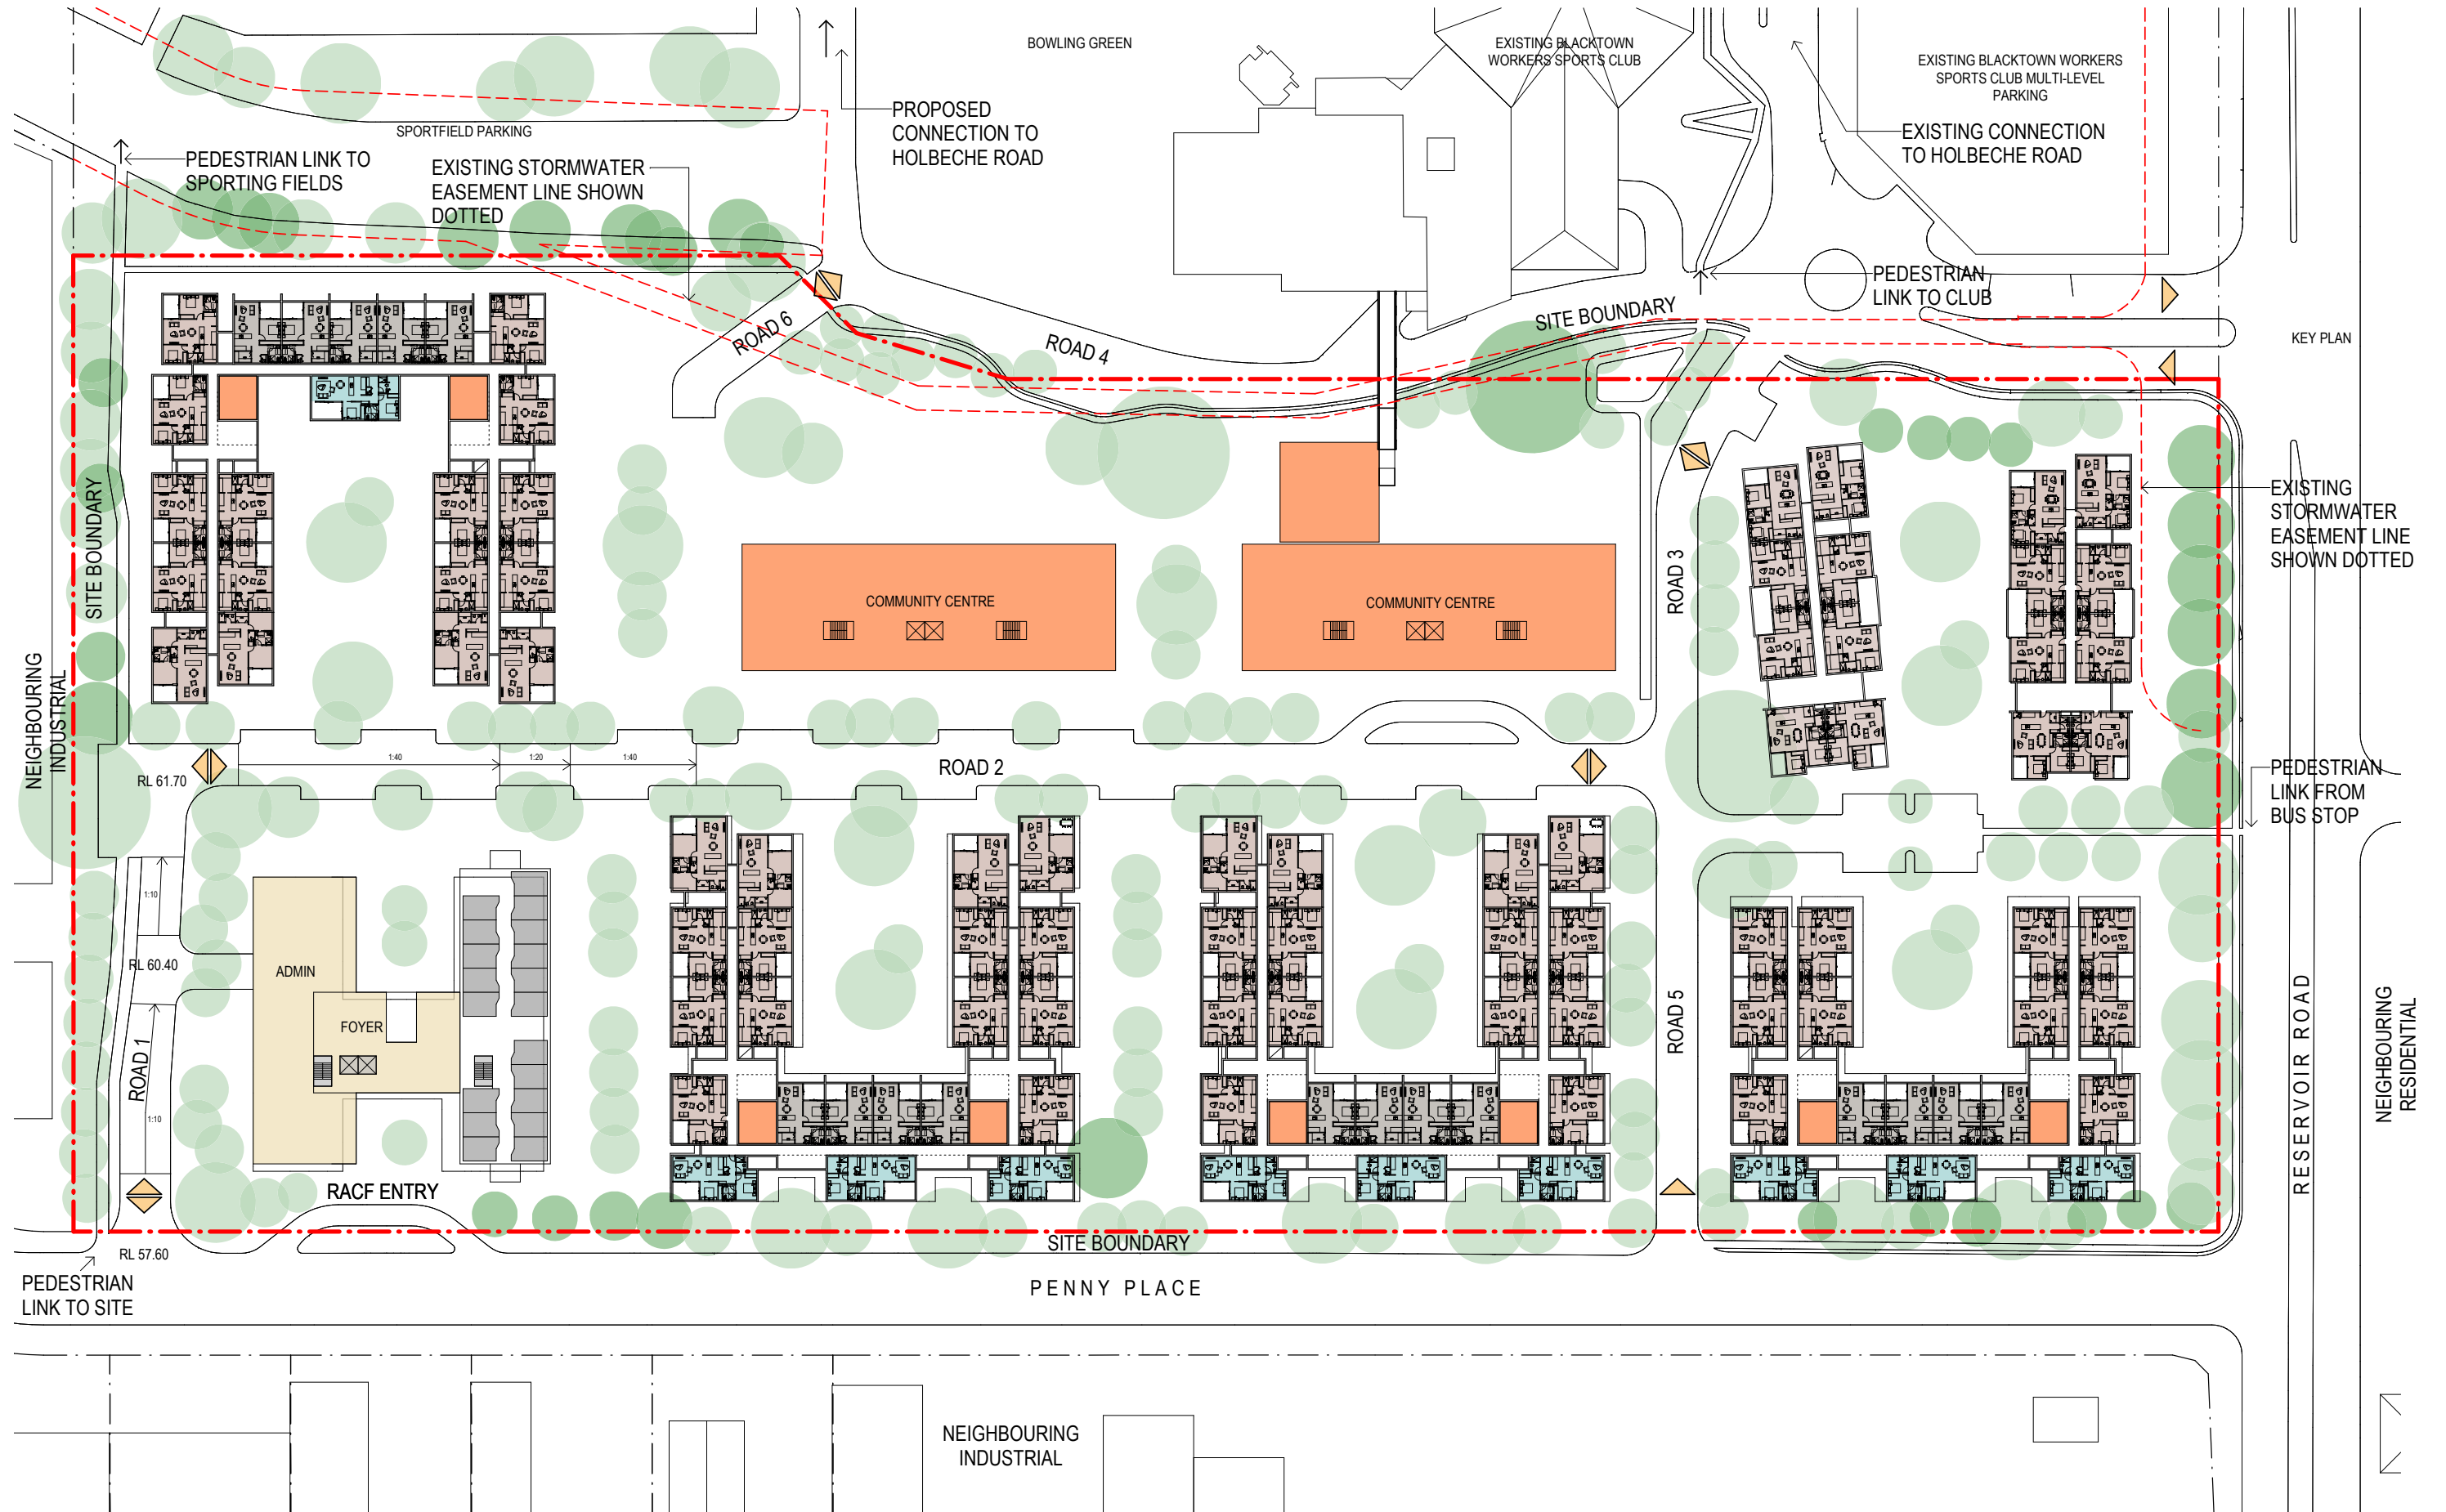 BOWLING GREEN
EXISTING BLACKTOWN
WORKERS SPORTS CLUB
EXISTING BLACKTOWN WORKERS
SPORTS CLUB MULTI-LEVEL
PARKING
PROPOSED
CONNECTION TO
HOLBECHE ROAD
SPORTFIELD PARKING
EXISTING CONNECTION
TO HOLBECHE ROAD
PEDESTRIAN LINK TO
SPORTING FIELDS
EXISTING STORMWATER
EASEMENT LINE SHOWN
DOTTED
PEDESTRIAN
LINK TO CLUB
SITE BOUNDARY
ROAD 6
ROAD 4
KEY PLAN
EXISTING
STORMWATER
EASEMENT LINE
SHOWN DOTTED
SITE BOUNDARY
ROAD 3
COMMUNITY CENTRE
COMMUNITY CENTRE
NEIGHBOURING
INDUSTRIAL
1:40
1:20
1:40
ROAD 2
RL 61.70
PEDESTRIAN
LINK FROM
BUS STOP
1:10
RL 60.40
ADMIN
FOYER
ROAD 1
1:10
ROAD 5
RESERVOIR ROAD
NEIGHBOURING
RESIDENTIAL
RACF ENTRY
SITE BOUNDARY
RL 57.60
PEDESTRIAN
LINK TO SITE
PENNY PLACE
NEIGHBOURING
INDUSTRIAL